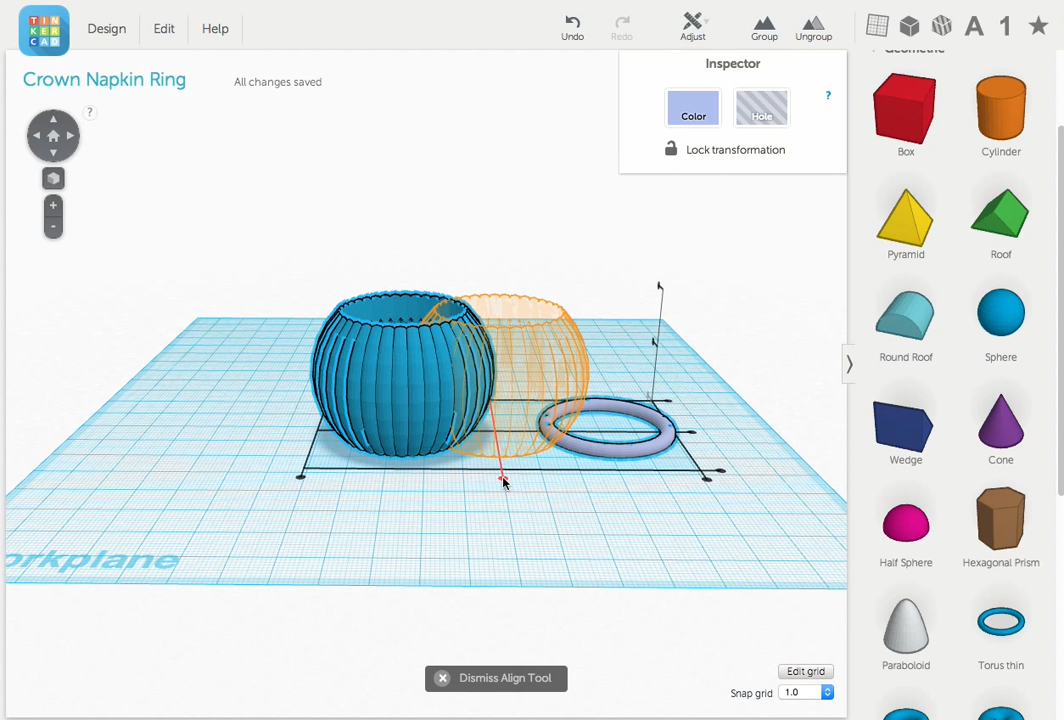 TIN
KER
CAD
Design
Edit
Help
Undo
Redo
Adjust
Group
Ungroup
A
1
Crown Napkin Ring
All changes saved
?
+
-
Inspector
Color
Hole
?
Lock transformation
Geometric
Box
Cylinder
Pyramid
Roof
Round Roof
Sphere
Wedge
Cone
Half Sphere
Hexagonal Prism
Paraboloid
Torus thin
orkplane
Dismiss Align Tool
Edit grid
Snap grid
1.0